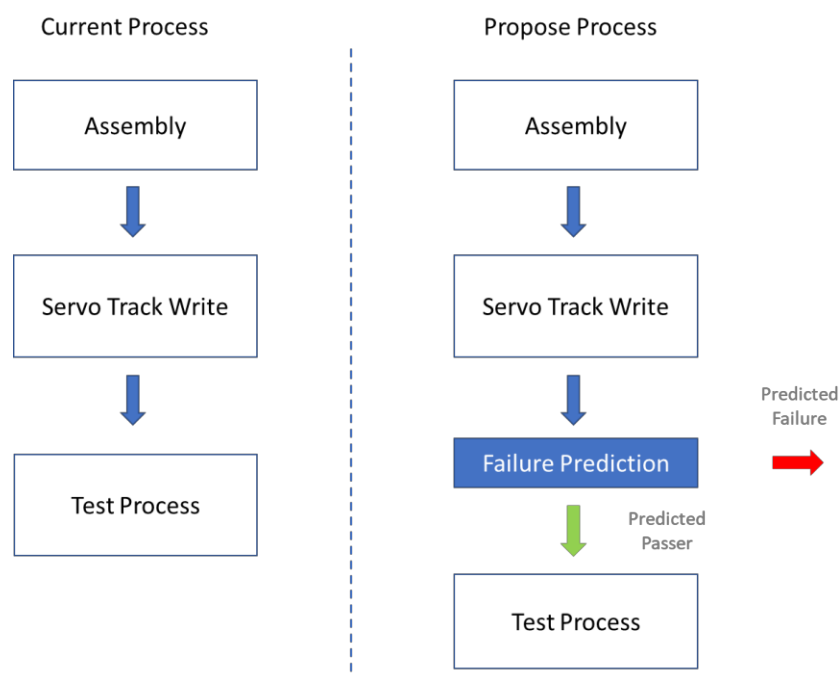 Current Process
Assembly
Servo Track Write
Test Process
Propose Process
Assembly
Servo Track Write
Failure Prediction
Predicted
Failure
Predicted
Passer
Test Process